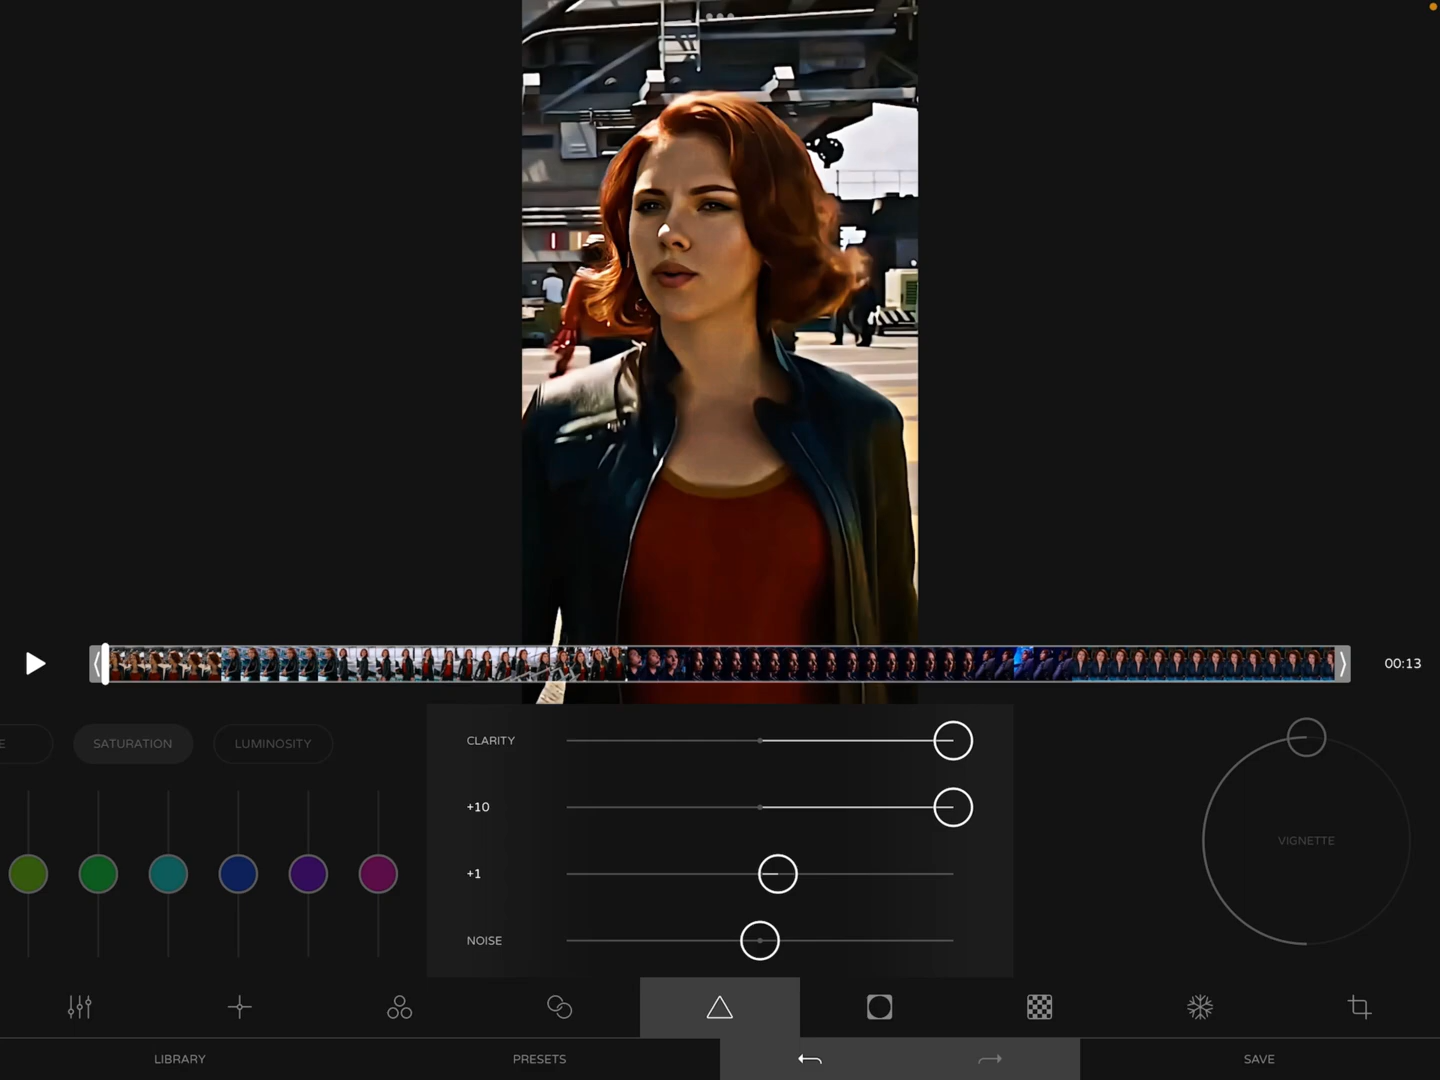 00:13
E
SATURATION
LUMINOSITY
CLARITY
+10
+1
NOISE
VIGNETTE
LIBRARY
PRESETS
SAVE